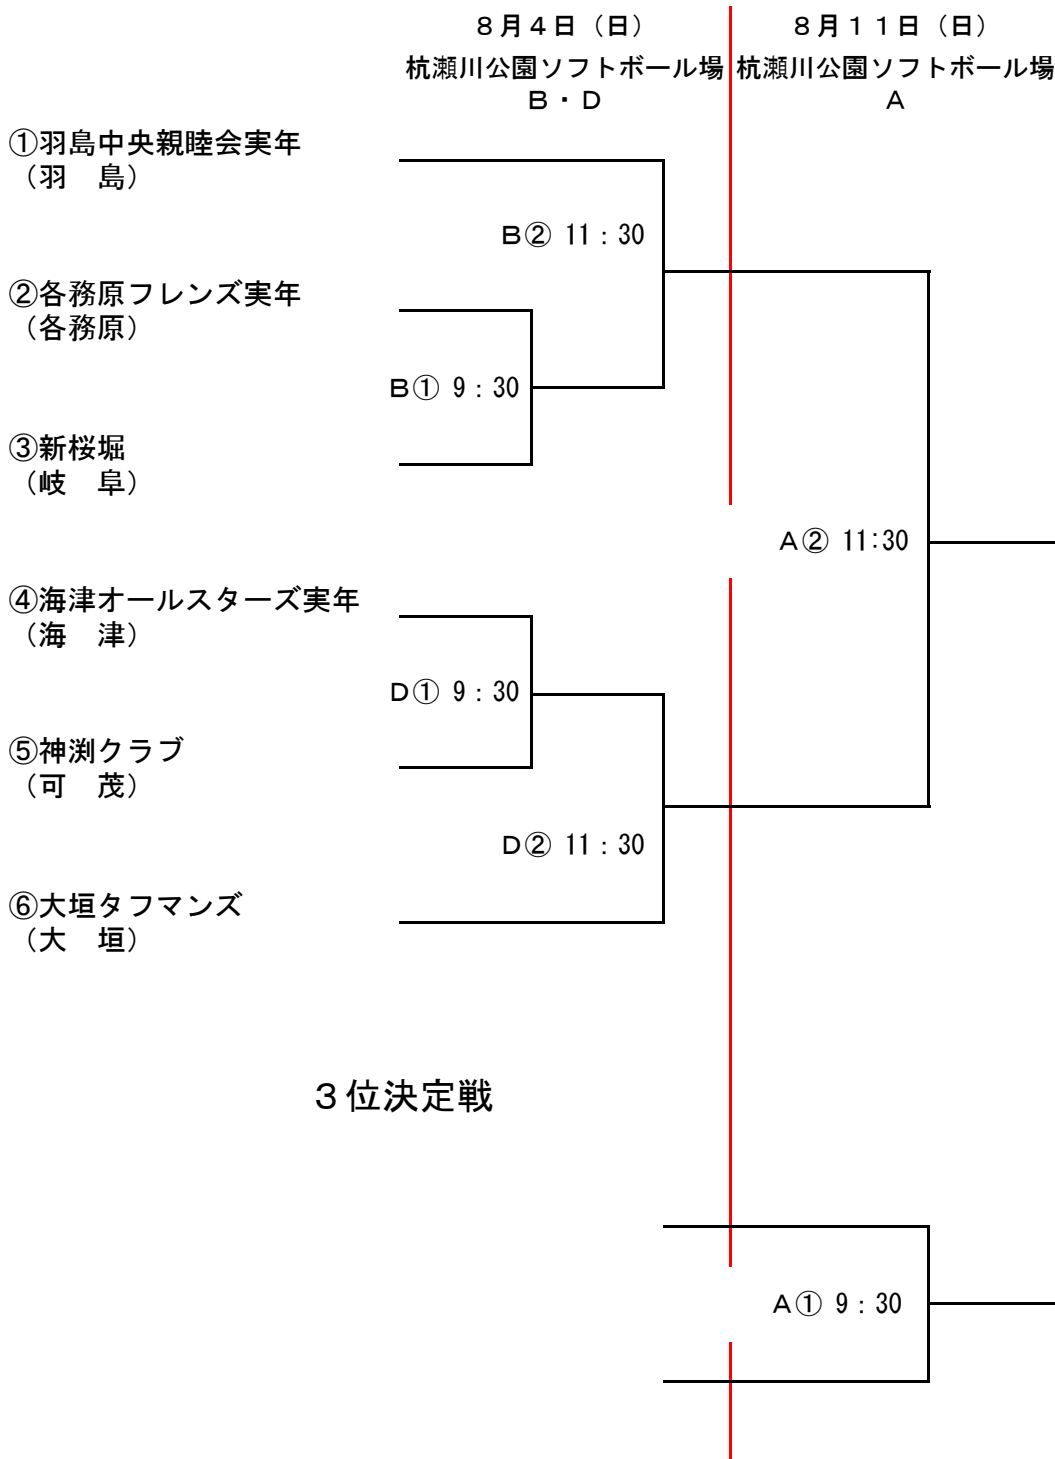 ８月４日（日）
８月１１日（日）
杭瀬川公園ソフトボール場
杭瀬川公園ソフトボール場
Ｂ・Ｄ
Ａ
①羽島中央親睦会実年
（羽　島）
Ｂ② 11：30
②各務原フレンズ実年
（各務原）
Ｂ① 9：30
③新桜堀
（岐　阜）
Ａ② 11:30
④海津オールスターズ実年
（海　津）
Ｄ① 9：30
⑤神渕クラブ
（可　茂）
Ｄ② 11：30
⑥大垣タフマンズ
（大　垣）
３位決定戦
Ａ① 9：30